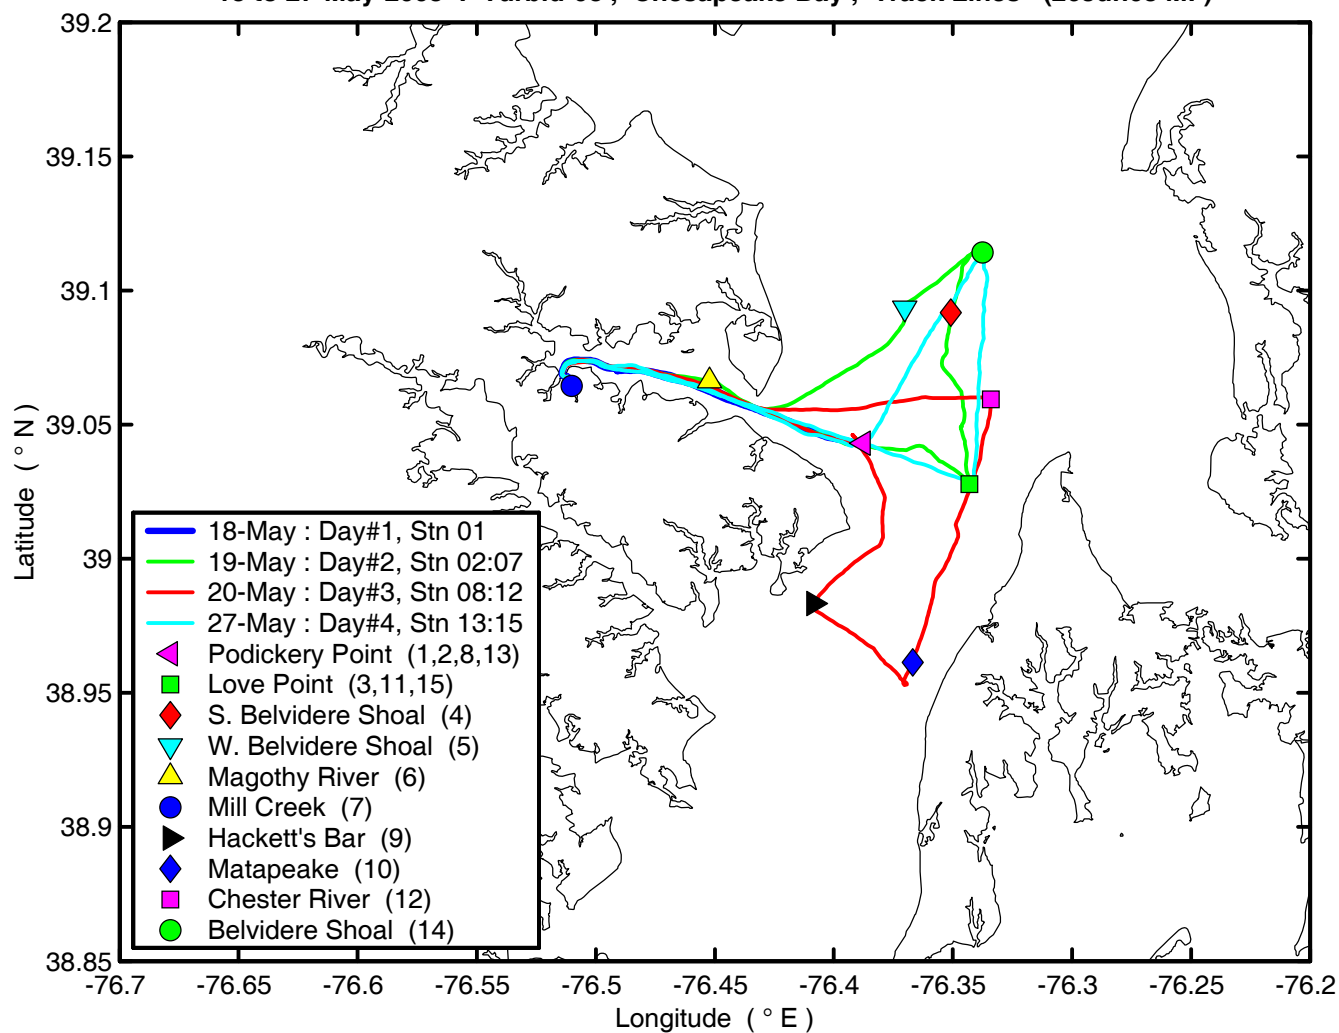 39.2
39.15
39.1
39.05
39
38.95
38.9
38.85
Latitude ( ° N )
18-May : Day#1, Stn 01
19-May : Day#2, Stn 02:07
20-May : Day#3, Stn 08:12
27-May : Day#4, Stn 13:15
Podickery Point (1,2,8,13)
Love Point (3,11,15)
S. Belvidere Shoal (4)
W. Belvidere Shoal (5)
Magothy River (6)
Mill Creek (7)
Hackett's Bar (9)
Matapeake (10)
Chester River (12)
Belvidere Shoal (14)
-76.7 -76.65 -76.6 -76.55 -76.5 -76.45 -76.4 -76.35 -76.3 -76.25 -76.2
Longitude ( ° E )